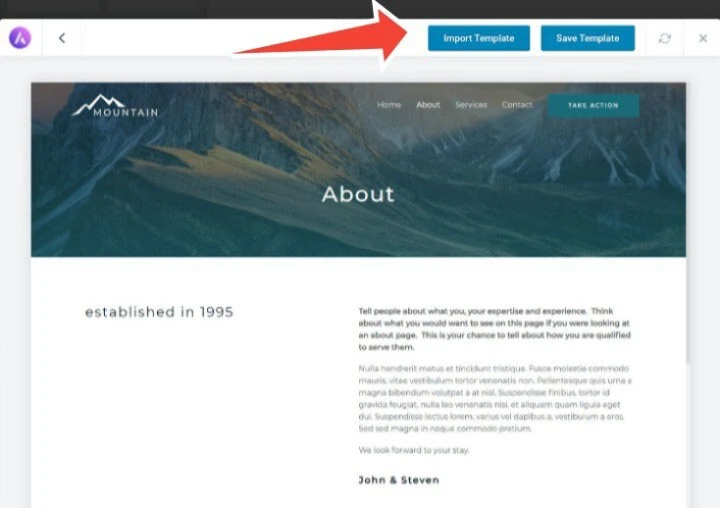 Import Template
Save Template
MOUNTAIN
Home
About
Services
Contact
TAKE ACTION
About
established in 1995
Tell people about what you, your expertise and experience. Think
about what you would want to see on this page if you were looking at
an about page. This is your chance to tell about how you are qualified
to serve them.
Nulla hendrerit metus et tincidunt tristique. Fusce molestie commodo
mauris, vitae vestibulum tortor venenatis non. Pellentesque quis urna a
magna bibendum volutpat a at nisl. Suspendisse finibus, tortor id
gravida feugiat, nulla leo venenatis nisl, et aliquam quam ligula eget
dui. Suspendisse lectus lorem, varius vel dapibus a, vestibulum a eros.
Sed sed magna in neque commodo pretium.
We look forward to your stay.
John & Steven